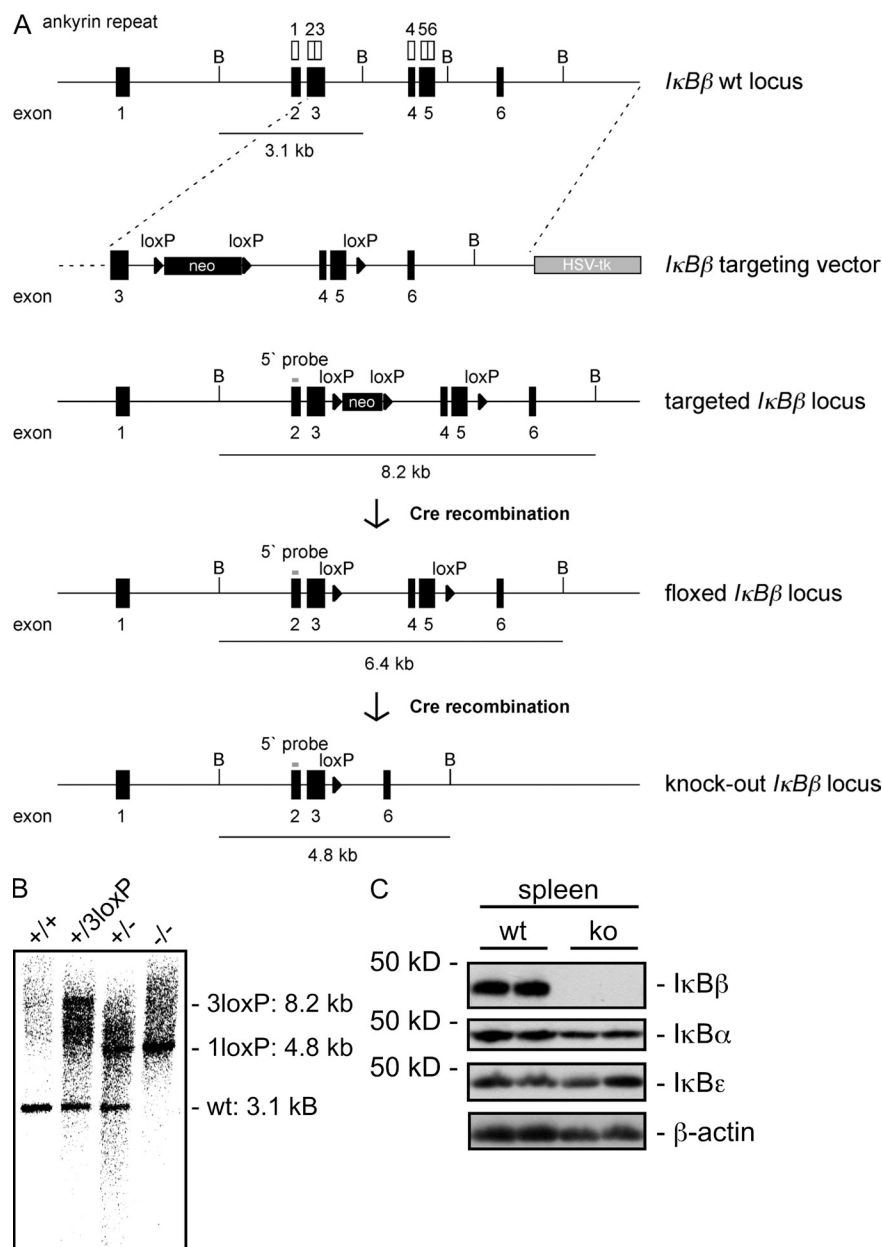 A ankyrin repeat
1 23 4 56
B B B B
IκBβ wt locus
exon 1 2 3 4 5 6
3.1 kb
loxP loxP loxP B
neo HSV-tk
IκBβ targeting vector
exon 3 4 5 6
5` probe
B loxP loxP loxP B
neo
targeted IκBβ locus
exon 1 2 3 4 5 6
8.2 kb
Cre recombination
5` probe
B loxP loxP B
floxed IκBβ locus
exon 1 2 3 4 5 6
6.4 kb
Cre recombination
5` probe
B loxP B
knock-out IκBβ locus
exon 1 2 3 6
4.8 kb
B
+/+ +/3loxP +/- -/-
- 3loxP: 8.2 kb
- 1loxP: 4.8 kb
- wt: 3.1 kB
C
spleen
wt ko
50 kD - - IκBβ
50 kD - - IκBα
50 kD - - IκBε
- β-actin